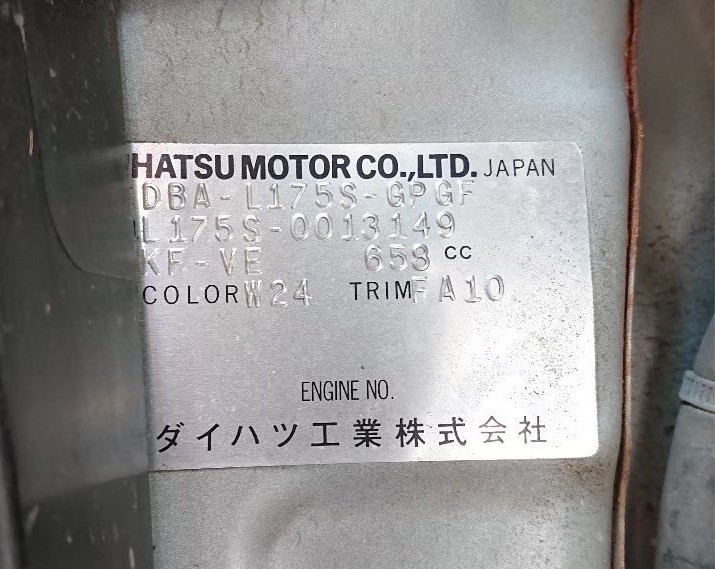 HATSU MOTOR CO.,LTD. JAPAN
DBA-L175S-GPGF
L175S-0013149
KF-VE 658 CC
COLOR W24 TRIM FA10
ENGINE NO.
ダイハツ工業株式会社